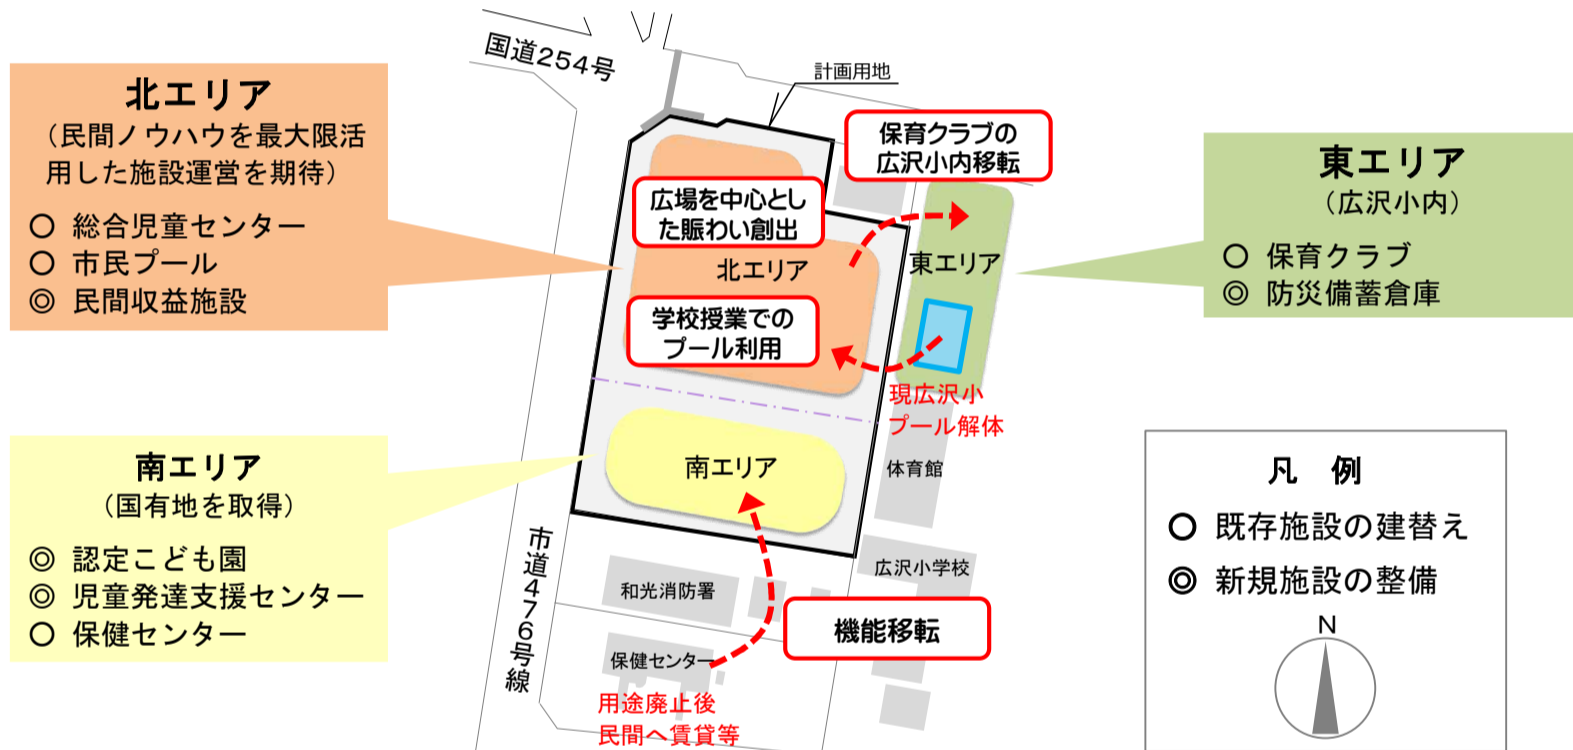 国道254号
計画用地
北エリア
（民間ノウハウを最大限活
用した施設運営を期待）
○ 総合児童センター
○ 市民プール
◎ 民間収益施設
保育クラブの
広沢小内移転
東エリア
（広沢小内）
○ 保育クラブ
◎ 防災備蓄倉庫
広場を中心とし
た賑わい創出
北エリア
東エリア
学校授業での
プール利用
現広沢小
プール解体
南エリア
（国有地を取得）
◎ 認定こども園
◎ 児童発達支援センター
○ 保健センター
南エリア
体育館
市道476号線
広沢小学校
和光消防署
機能移転
保健センター
用途廃止後
民間へ賃貸等
凡 例
○ 既存施設の建替え
◎ 新規施設の整備
N